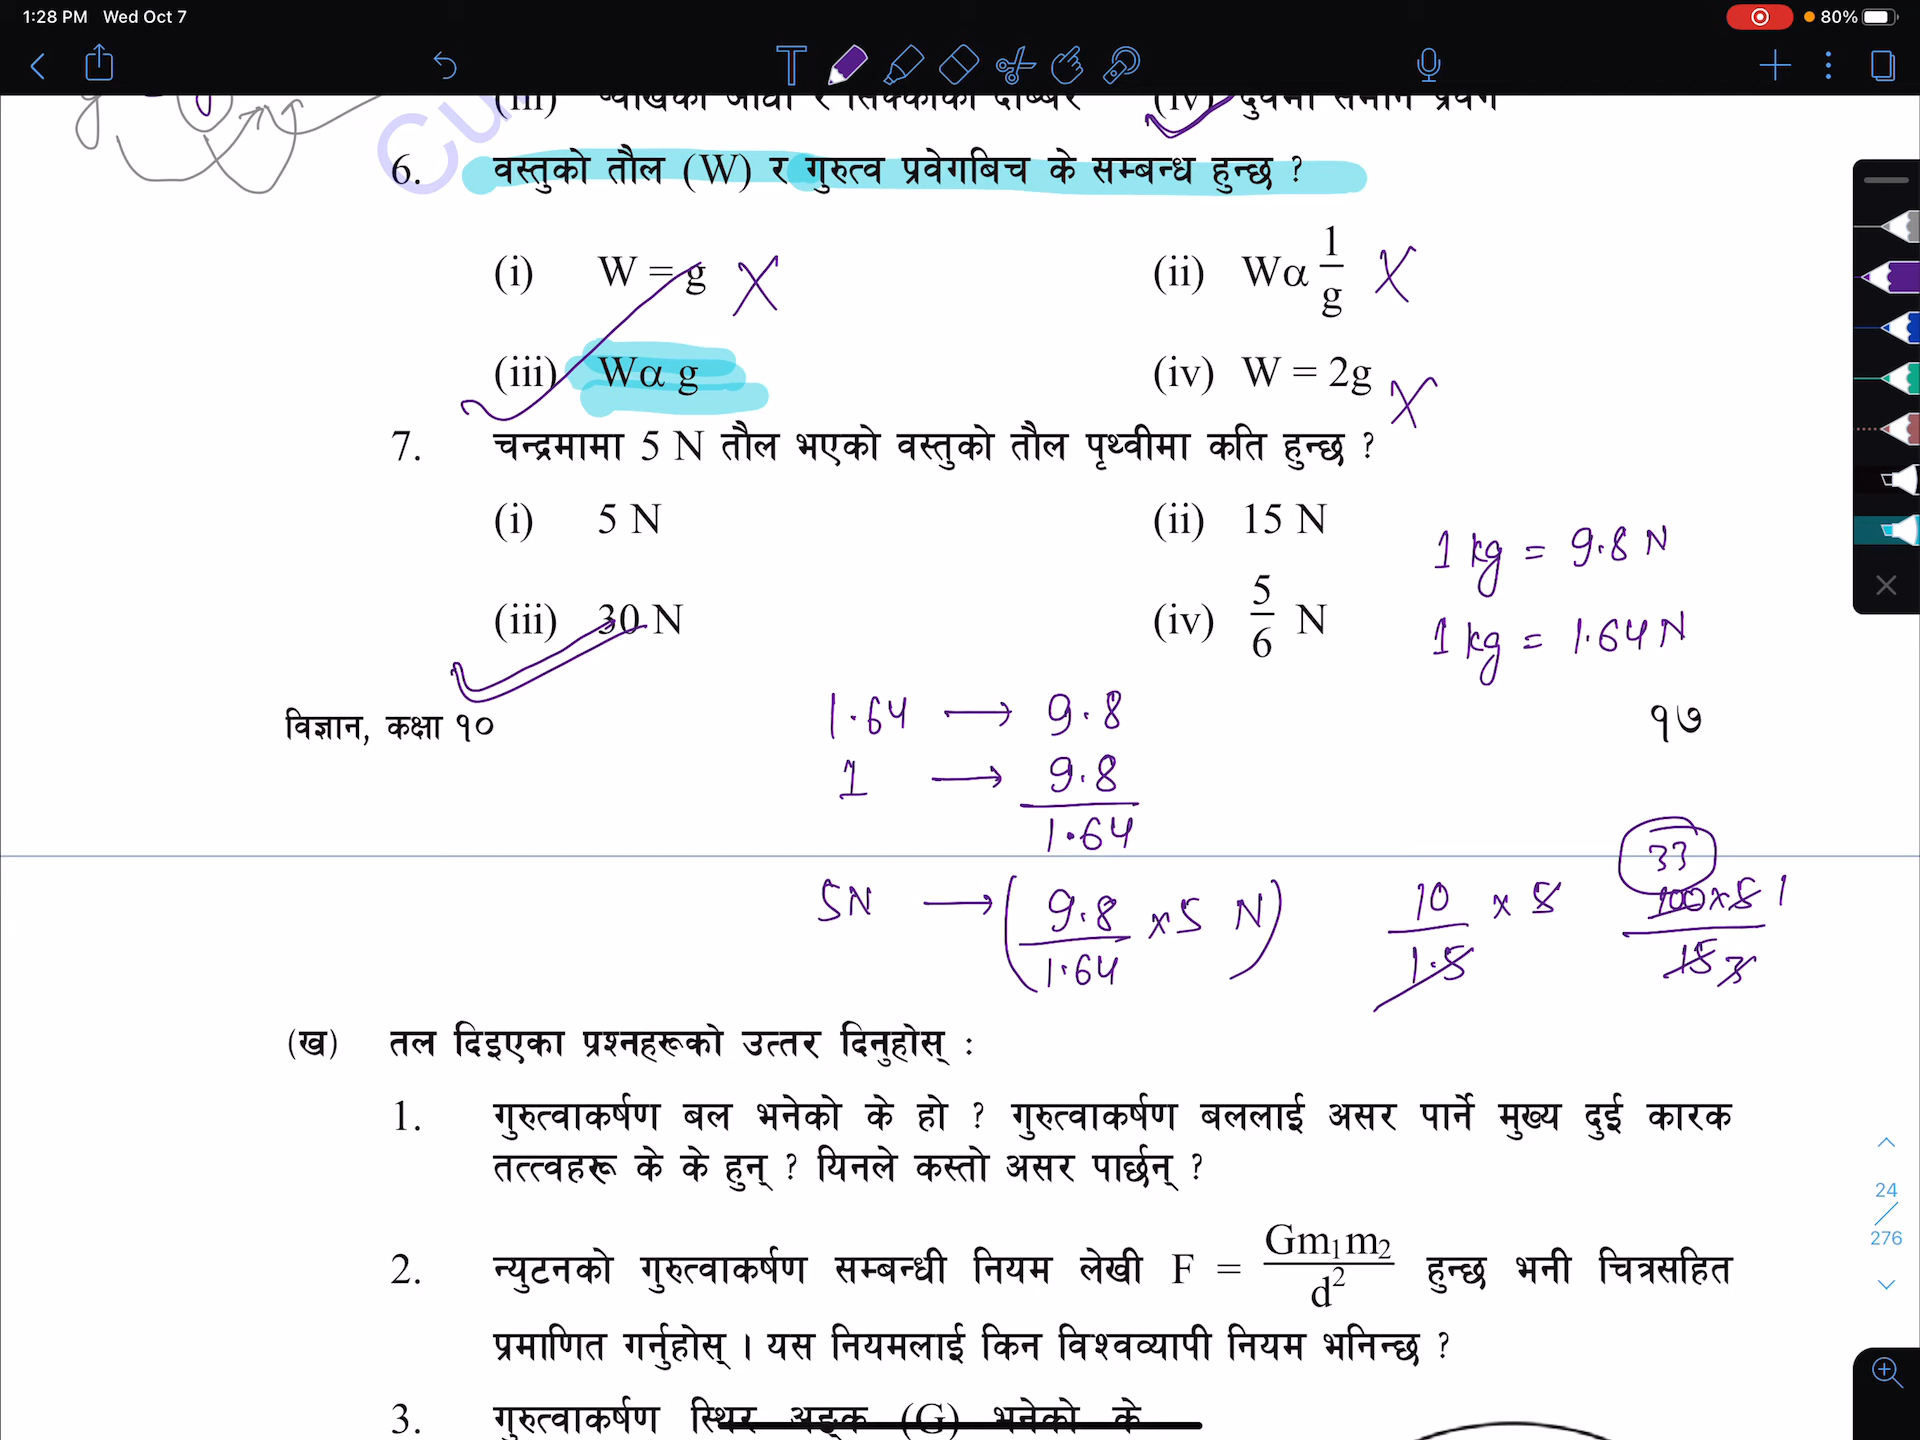 1:28 PM Wed Oct 7
80%
6. वस्तुको तौल (W) र गुरुत्व प्रवेगबिच के सम्बन्ध हुन्छ ?
(i) W = g X (ii) Wα 1/g X
(iii) Wα g (iv) W = 2g X
7. चन्द्रमामा 5 N तौल भएको वस्तुको तौल पृथ्वीमा कति हुन्छ ?
(i) 5 N (ii) 15 N
1 kg = 9.8 N
(iii) 30 N (iv) 5/6 N
1 kg = 1.64 N
विज्ञान, कक्षा १०
१७
1.64 → 9.8
1 → 9.8/1.64
5N → (9.8/1.64 x 5 N) 10/1.5 x 5 33 100x5 1 / 15 3
(ख) तल दिइएका प्रश्नहरूको उत्तर दिनुहोस् :
1. गुरुत्वाकर्षण बल भनेको के हो ? गुरुत्वाकर्षण बललाई असर पार्ने मुख्य दुई कारक
तत्त्वहरू के के हुन् ? यिनले कस्तो असर पार्छन् ?
2. न्युटनको गुरुत्वाकर्षण सम्बन्धी नियम लेखी F = Gm₁m₂/d² हुन्छ भनी चित्रसहित
प्रमाणित गर्नुहोस् । यस नियमलाई किन विश्वव्यापी नियम भनिन्छ ?
3. गुरुत्वाकर्षण स्थिर अङ्क (G) भनेको के
24
/
276